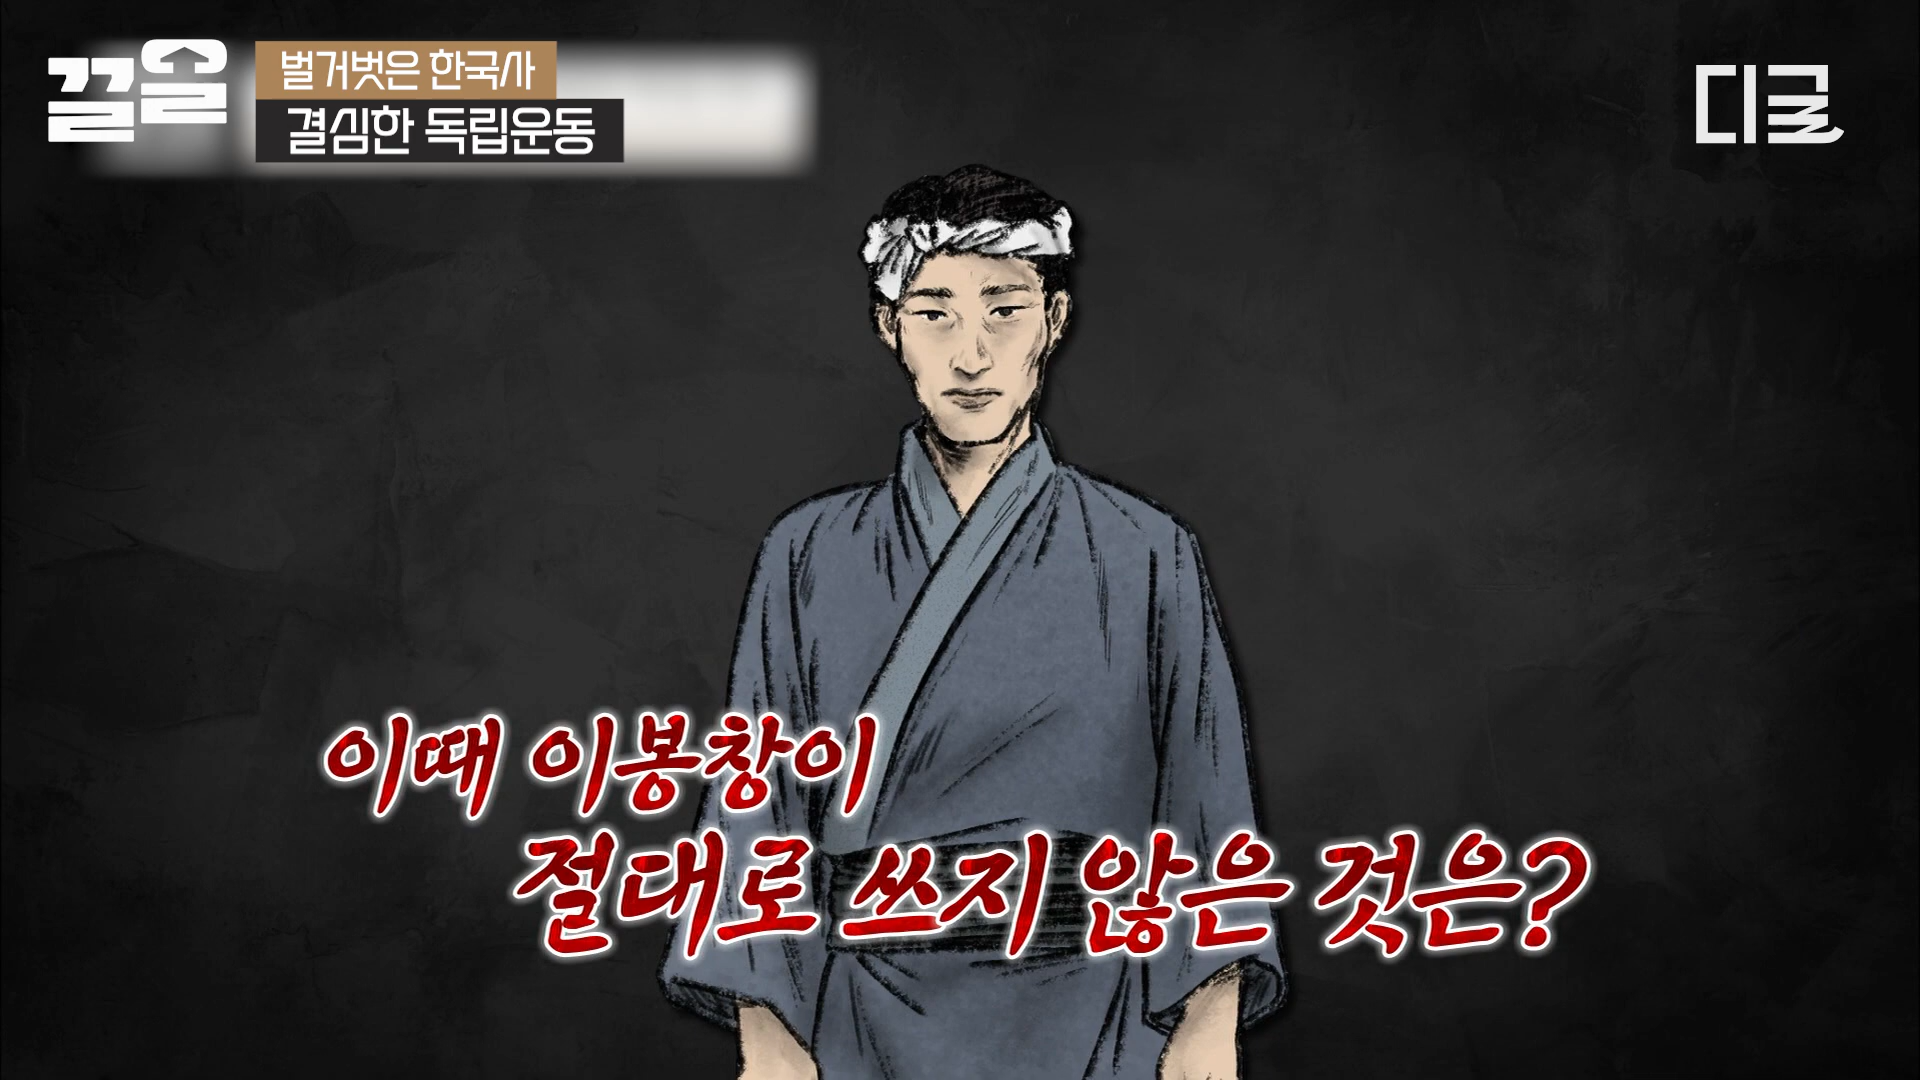 끌올
벌거벗은 한국사
결심한 독립운동
디글
이때 이봉창이
절대로 쓰지 않은 것은?